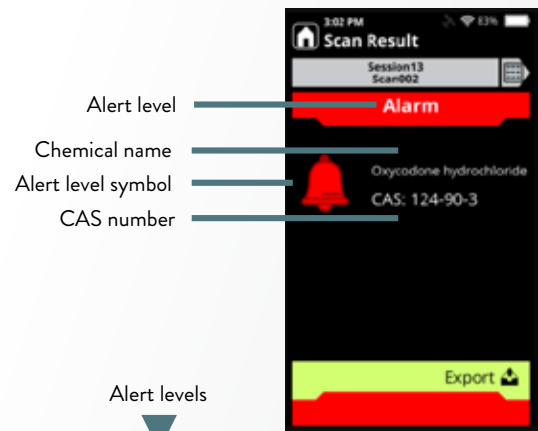 3:02 PM 83%
Scan Result
Session13
Scan002
Alert level
Alarm
Chemical name
Oxycodone hydrochloride
Alert level symbol
CAS: 124-90-3
CAS number
Export
Alert levels